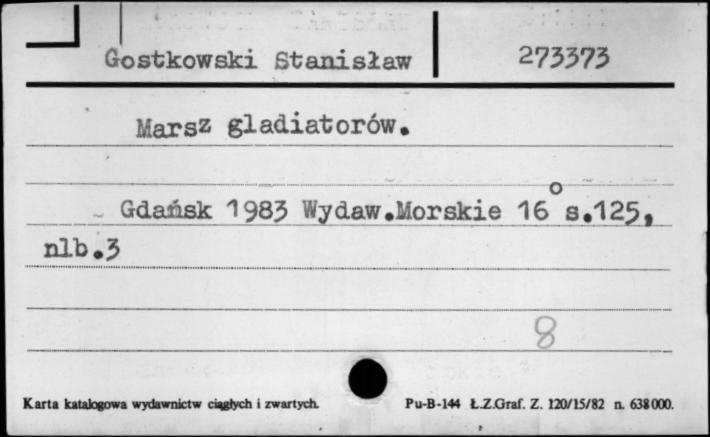 Gostkowski Stanisław 273373
Marsz gladiatorów.
Gdańsk 1983 Wydaw.Morskie 16° s.125,
nlb.3
8
Karta katalogowa wydawnictw ciągłych i zwartych. Pu-B-144 Ł.Z.Graf. Z. 120/15/82 n. 638000.